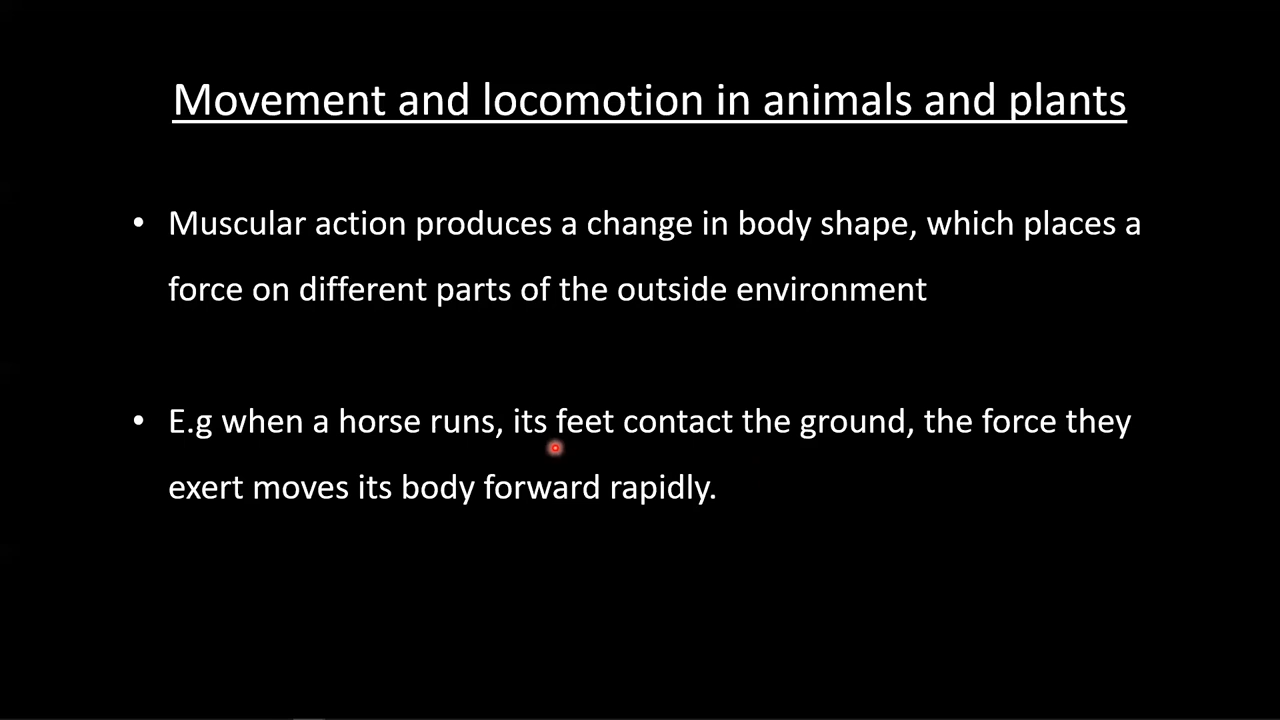 Movement and locomotion in animals and plants
• Muscular action produces a change in body shape, which places a
force on different parts of the outside environment
• E.g when a horse runs, its feet contact the ground, the force they
exert moves its body forward rapidly.